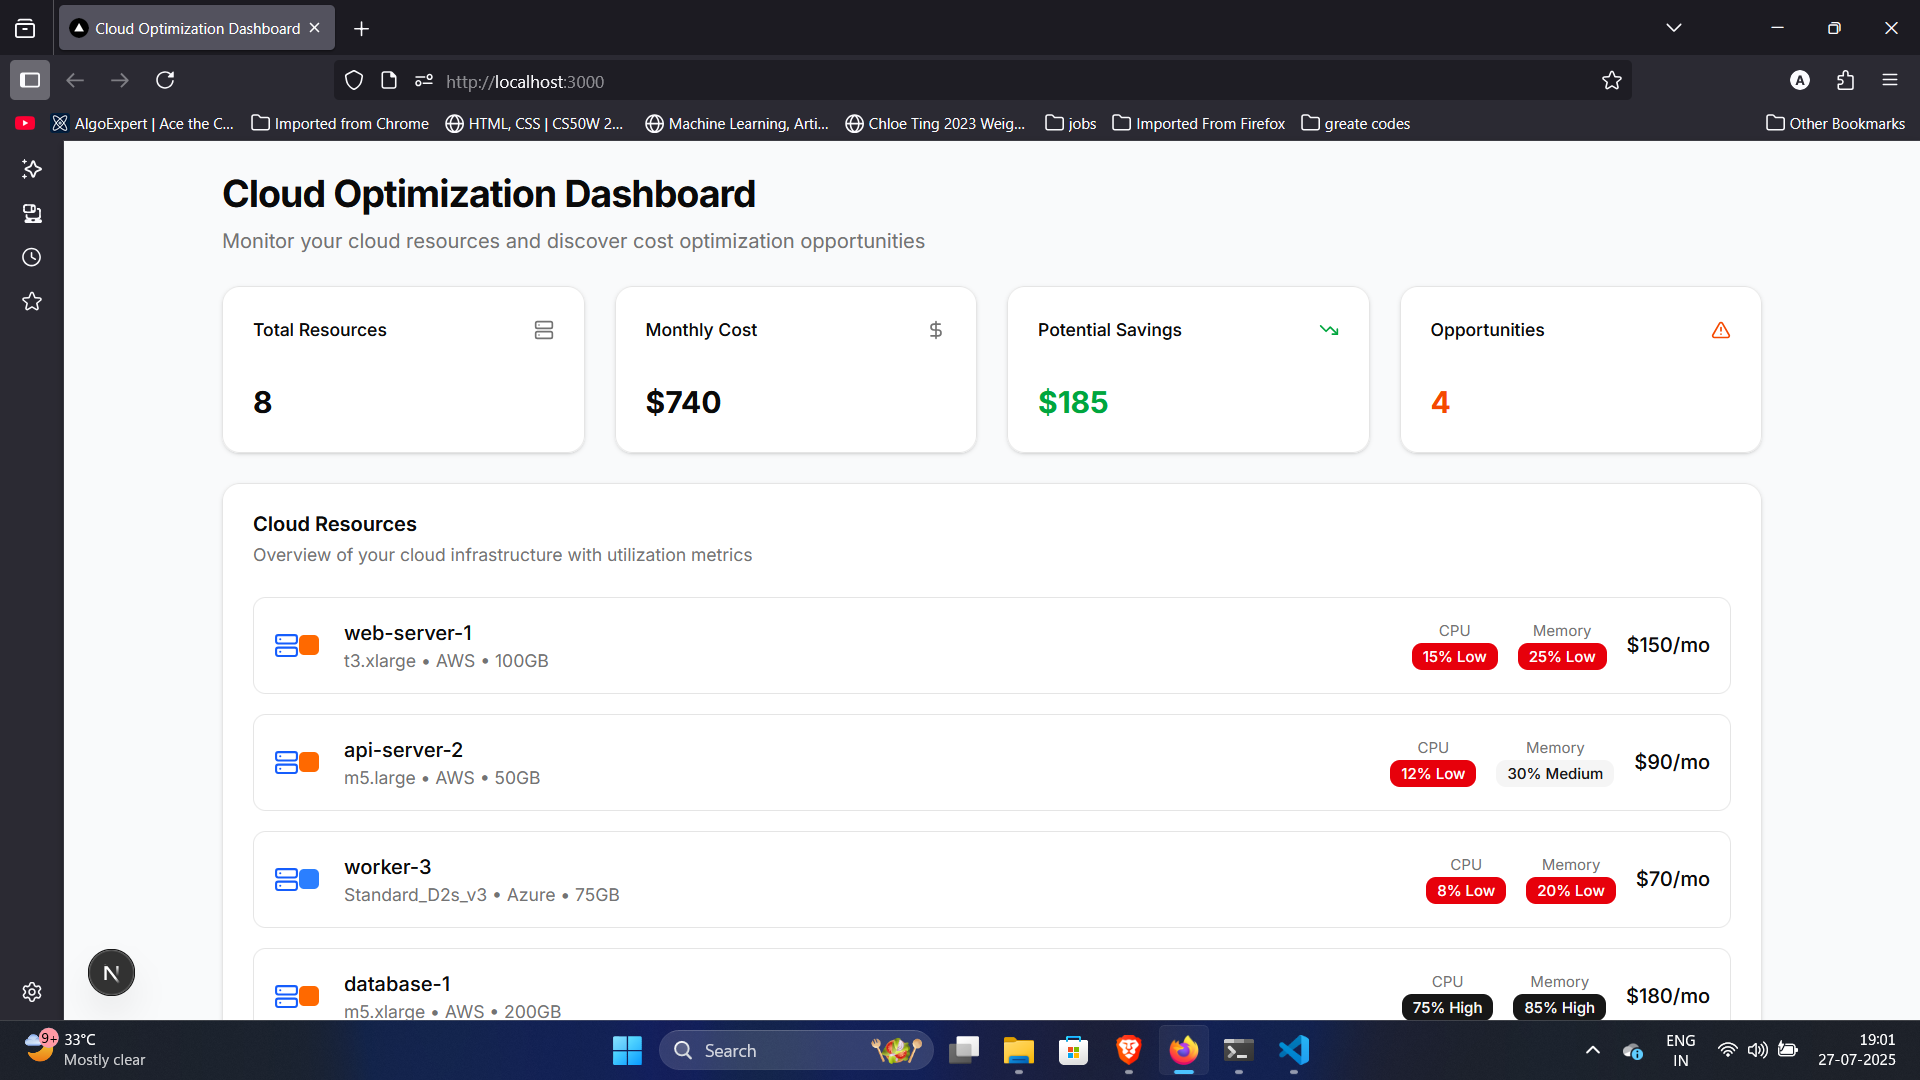 Cloud Optimization Dashboard
http://localhost:3000
A
AlgoExpert | Ace the C...
Imported from Chrome
HTML, CSS | CS50W 2...
Machine Learning, Arti...
Chloe Ting 2023 Weig...
jobs
Imported From Firefox
greate codes
Other Bookmarks
Cloud Optimization Dashboard
Monitor your cloud resources and discover cost optimization opportunities
Total Resources
8
Monthly Cost
$
$740
Potential Savings
$185
Opportunities
4
Cloud Resources
Overview of your cloud infrastructure with utilization metrics
web-server-1
t3.xlarge • AWS • 100GB
CPU
15% Low
Memory
25% Low
$150/mo
api-server-2
m5.large • AWS • 50GB
CPU
12% Low
Memory
30% Medium
$90/mo
worker-3
Standard_D2s_v3 • Azure • 75GB
CPU
8% Low
Memory
20% Low
$70/mo
database-1
m5.xlarge • AWS • 200GB
CPU
75% High
Memory
85% High
$180/mo
N
9+
33°C
Mostly clear
Search
ENG
IN
19:01
27-07-2025